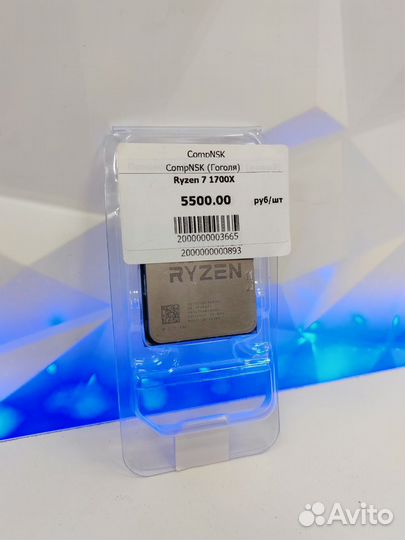 CompNSK
CompNSK (Гоголя)
Ryzen 7 1700X
5500.00 руб/шт
2000000003665
2000000000893
RYZEN
Avito